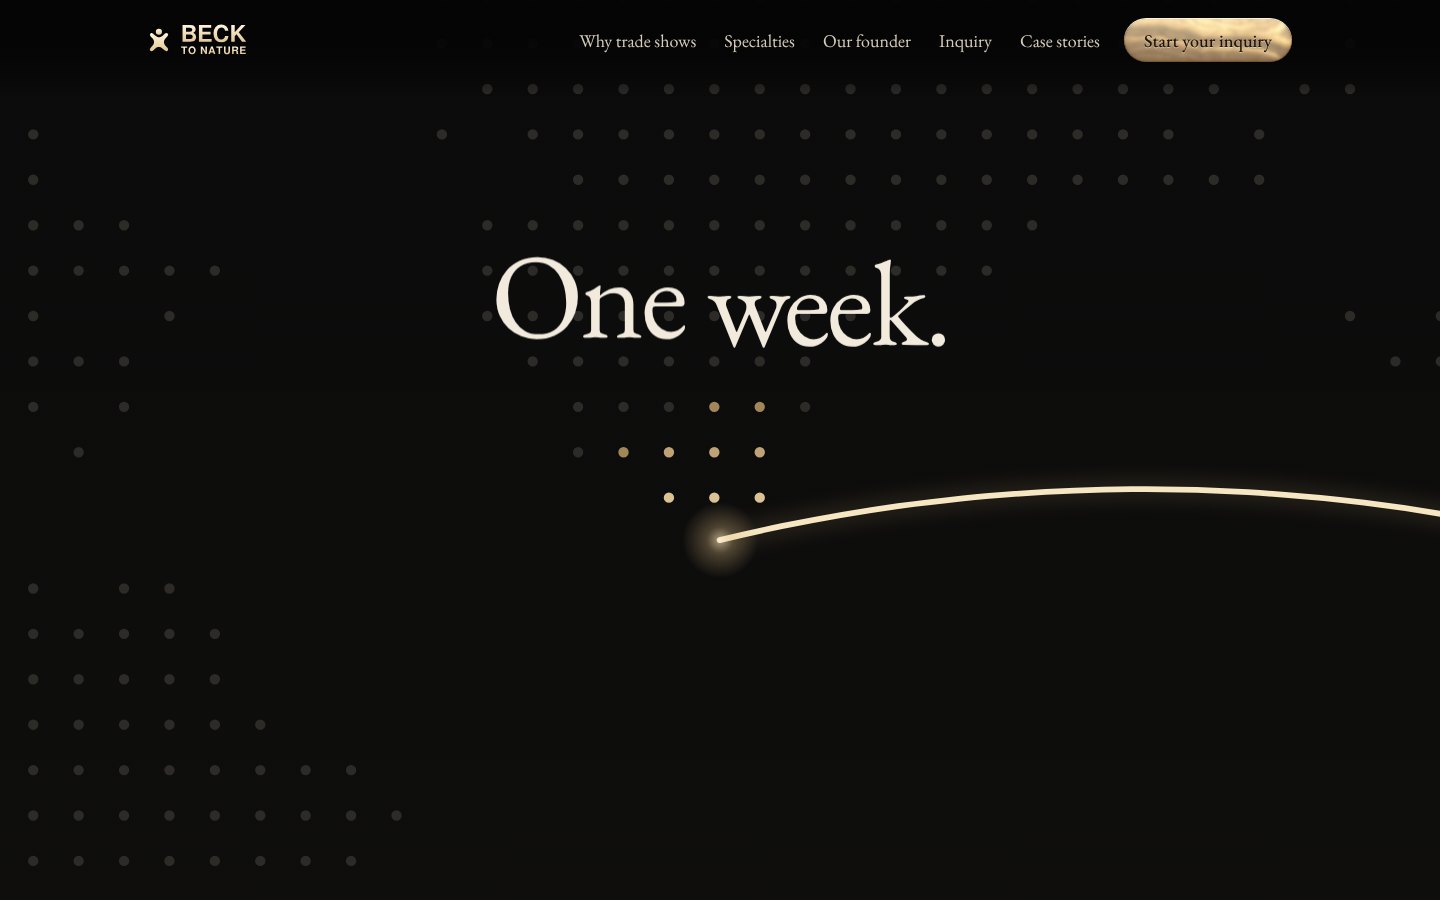 BECK
TO NATURE
Why trade shows
Specialties
Our founder
Inquiry
Case stories
Start your inquiry
One week.